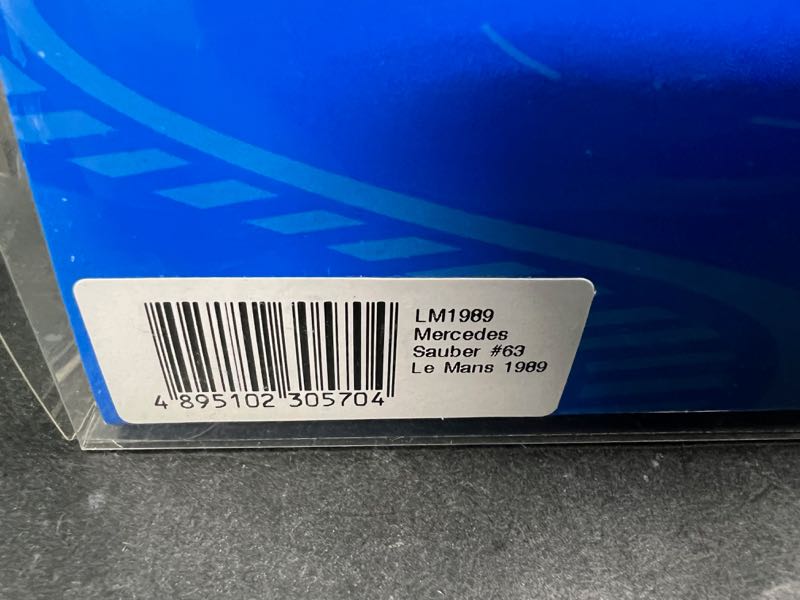 LM1989
Mercedes
Sauber #63
Le Mans 1989
4 895102 305704